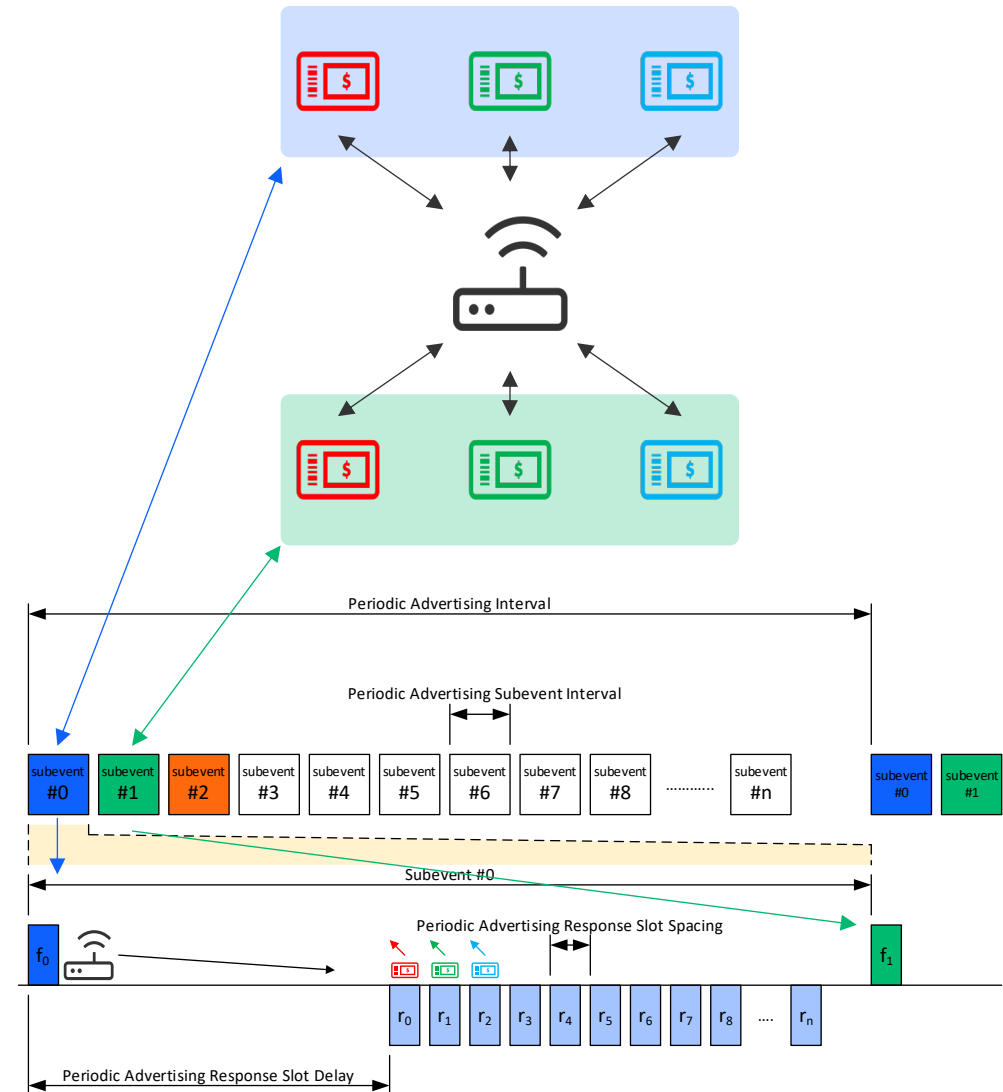 $ $ $
$ $ $
Periodic Advertising Interval
Periodic Advertising Subevent Interval
subevent #0
subevent #1
subevent #2
subevent #3
subevent #4
subevent #5
subevent #6
subevent #7
subevent #8
............
subevent #n
subevent #0
subevent #1
Subevent #0
Periodic Advertising Response Slot Spacing
f₀
$ $ $
f₁
r₀ r₁ r₂ r₃ r₄ r₅ r₆ r₇ r₈ .... rₙ
Periodic Advertising Response Slot Delay